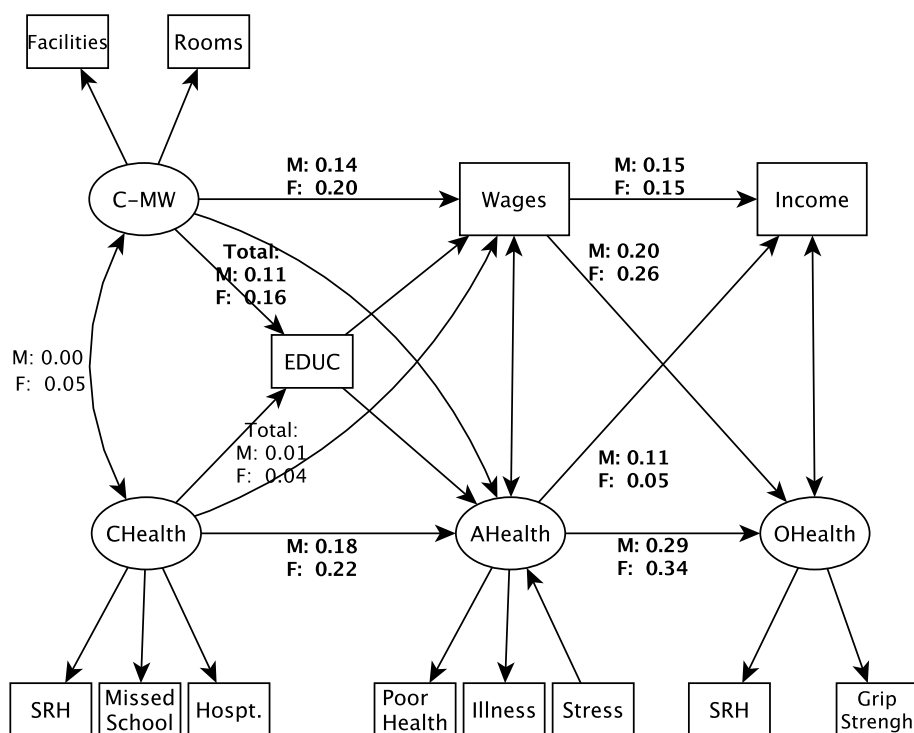 Facilities
Rooms
M: 0.14
F: 0.20
M: 0.15
F: 0.15
C-MW
Wages
Income
Total:
M: 0.11
F: 0.16
M: 0.20
F: 0.26
M: 0.00
F: 0.05
EDUC
Total:
M: 0.01
F: 0.04
M: 0.11
F: 0.05
CHealth
AHealth
OHealth
M: 0.18
F: 0.22
M: 0.29
F: 0.34
SRH
Missed
School
Hospt.
Poor
Health
Illness
Stress
SRH
Grip
Strengh